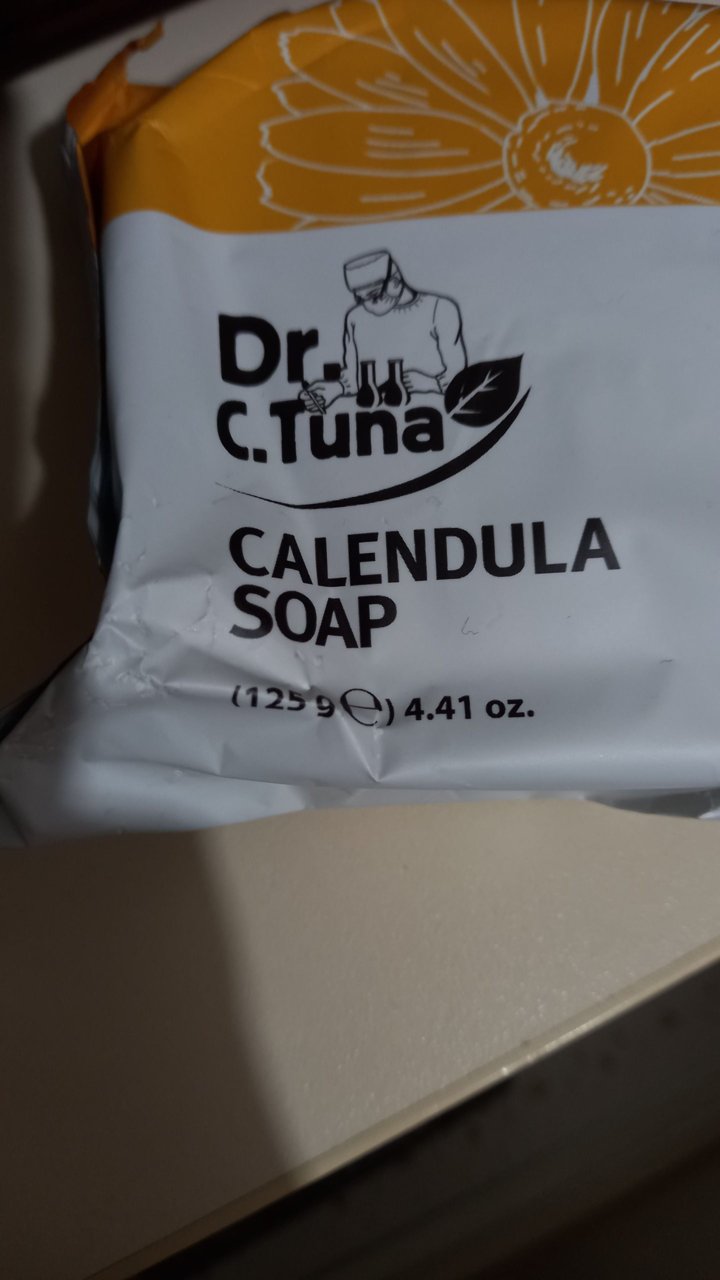 Dr.
C.Tuna
CALENDULA
SOAP
(125 g ℮) 4.41 oz.